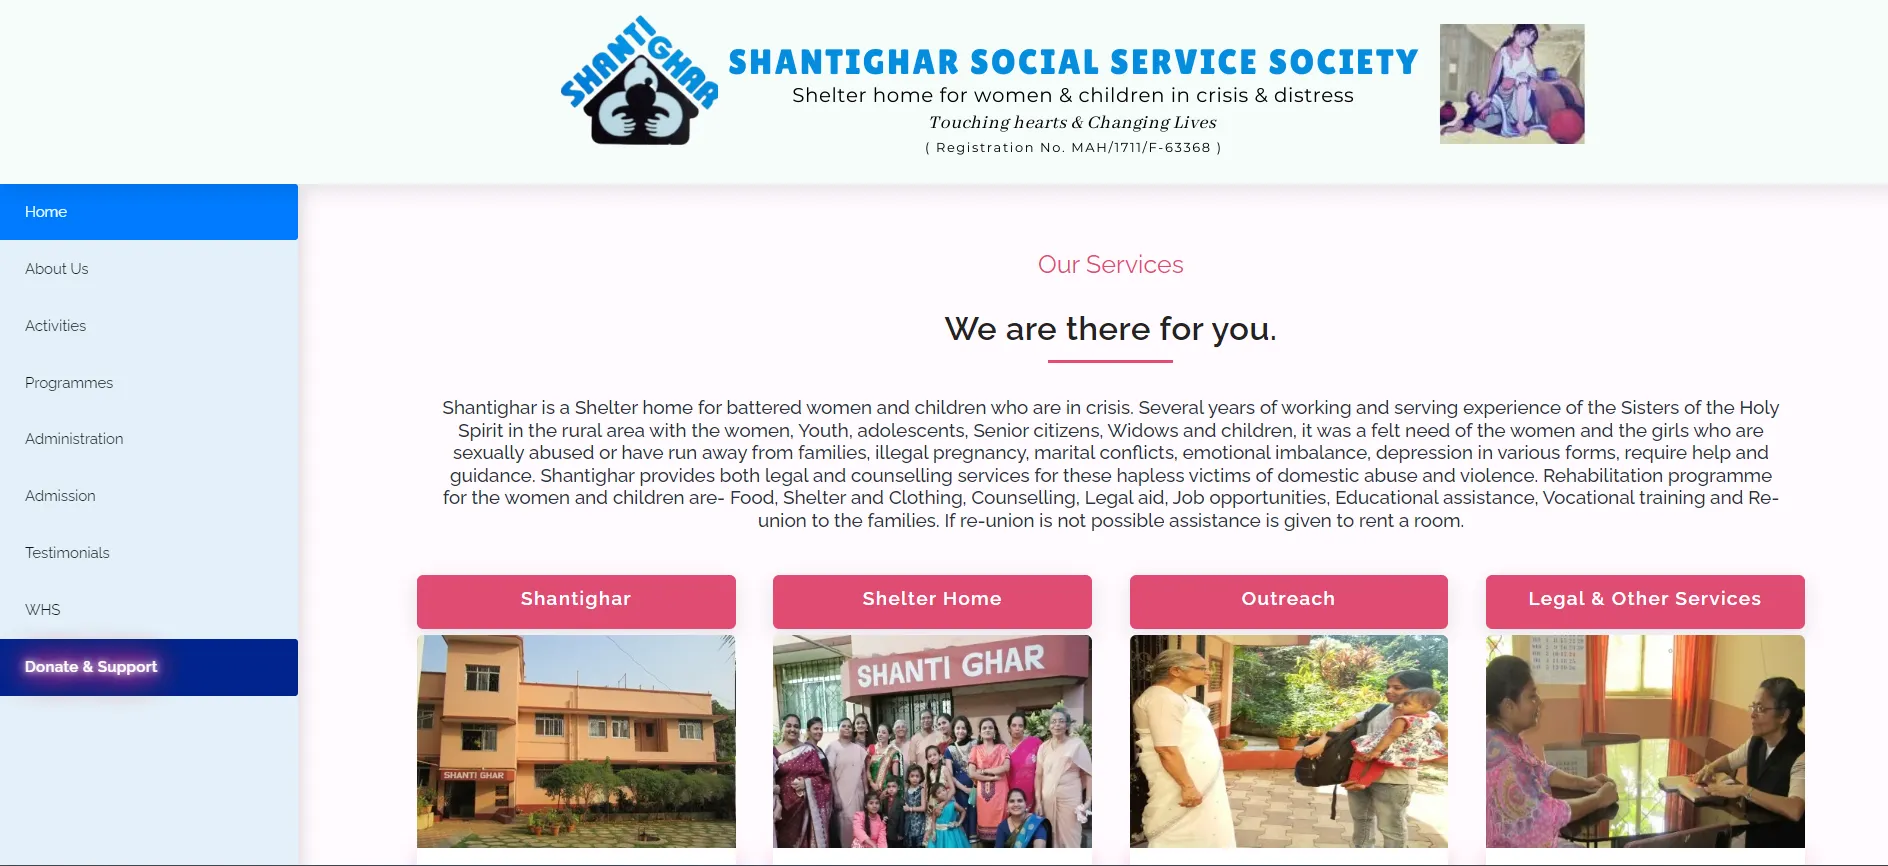 SHANTIGHAR
SHANTIGHAR SOCIAL SERVICE SOCIETY
Shelter home for women & children in crisis & distress
Touching hearts & Changing Lives
( Registration No. MAH/1711/F-63368 )
Home
About Us
Activities
Programmes
Administration
Admission
Testimonials
WHS
Donate & Support
Our Services
We are there for you.
Shantighar is a Shelter home for battered women and children who are in crisis. Several years of working and serving experience of the Sisters of the Holy
Spirit in the rural area with the women, Youth, adolescents, Senior citizens, Widows and children, it was a felt need of the women and the girls who are
sexually abused or have run away from families, illegal pregnancy, marital conflicts, emotional imbalance, depression in various forms, require help and
guidance. Shantighar provides both legal and counselling services for these hapless victims of domestic abuse and violence. Rehabilitation programme
for the women and children are- Food, Shelter and Clothing, Counselling, Legal aid, Job opportunities, Educational assistance, Vocational training and Re-
union to the families. If re-union is not possible assistance is given to rent a room.
Shantighar
Shelter Home
Outreach
Legal & Other Services
SHANTI GHAR
SHANTI GHAR